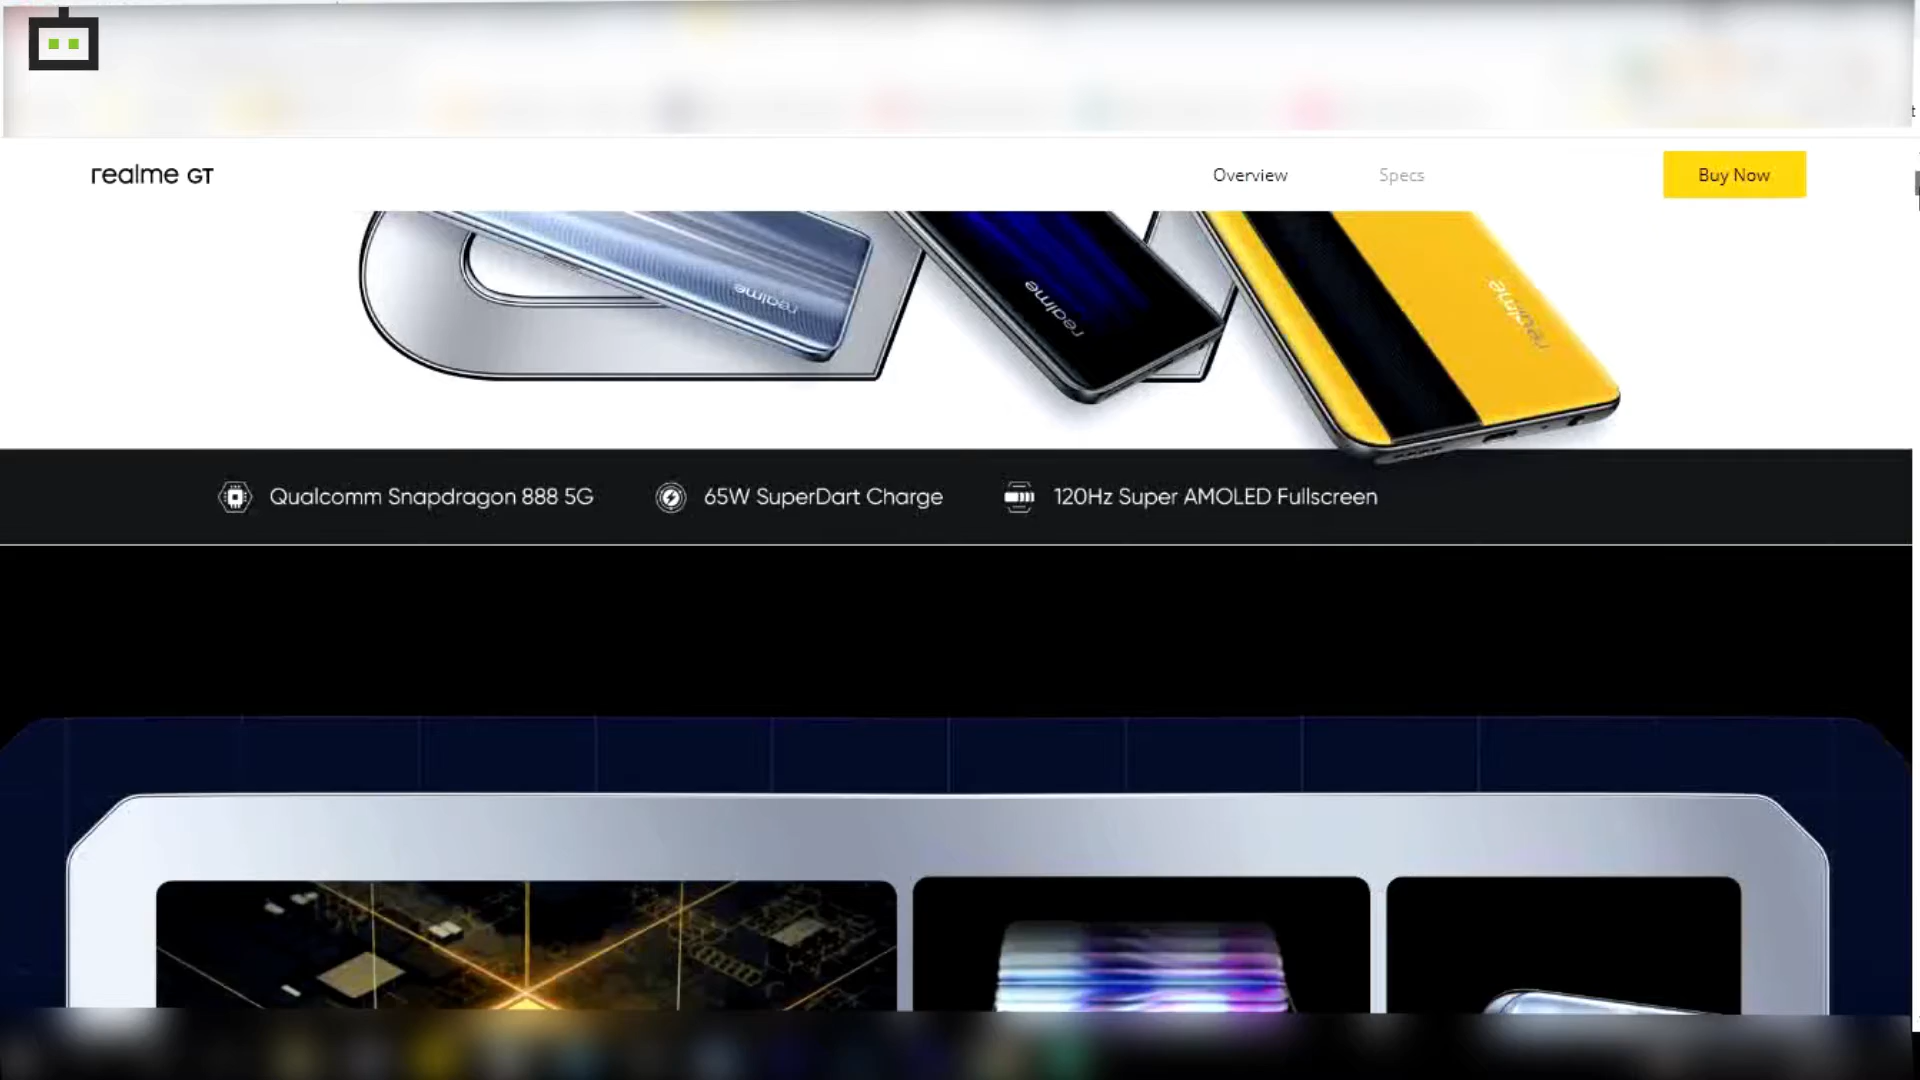 realme GT
Overview
Specs
Buy Now
realme
realme
realme
Qualcomm Snapdragon 888 5G
65W SuperDart Charge
120Hz Super AMOLED Fullscreen